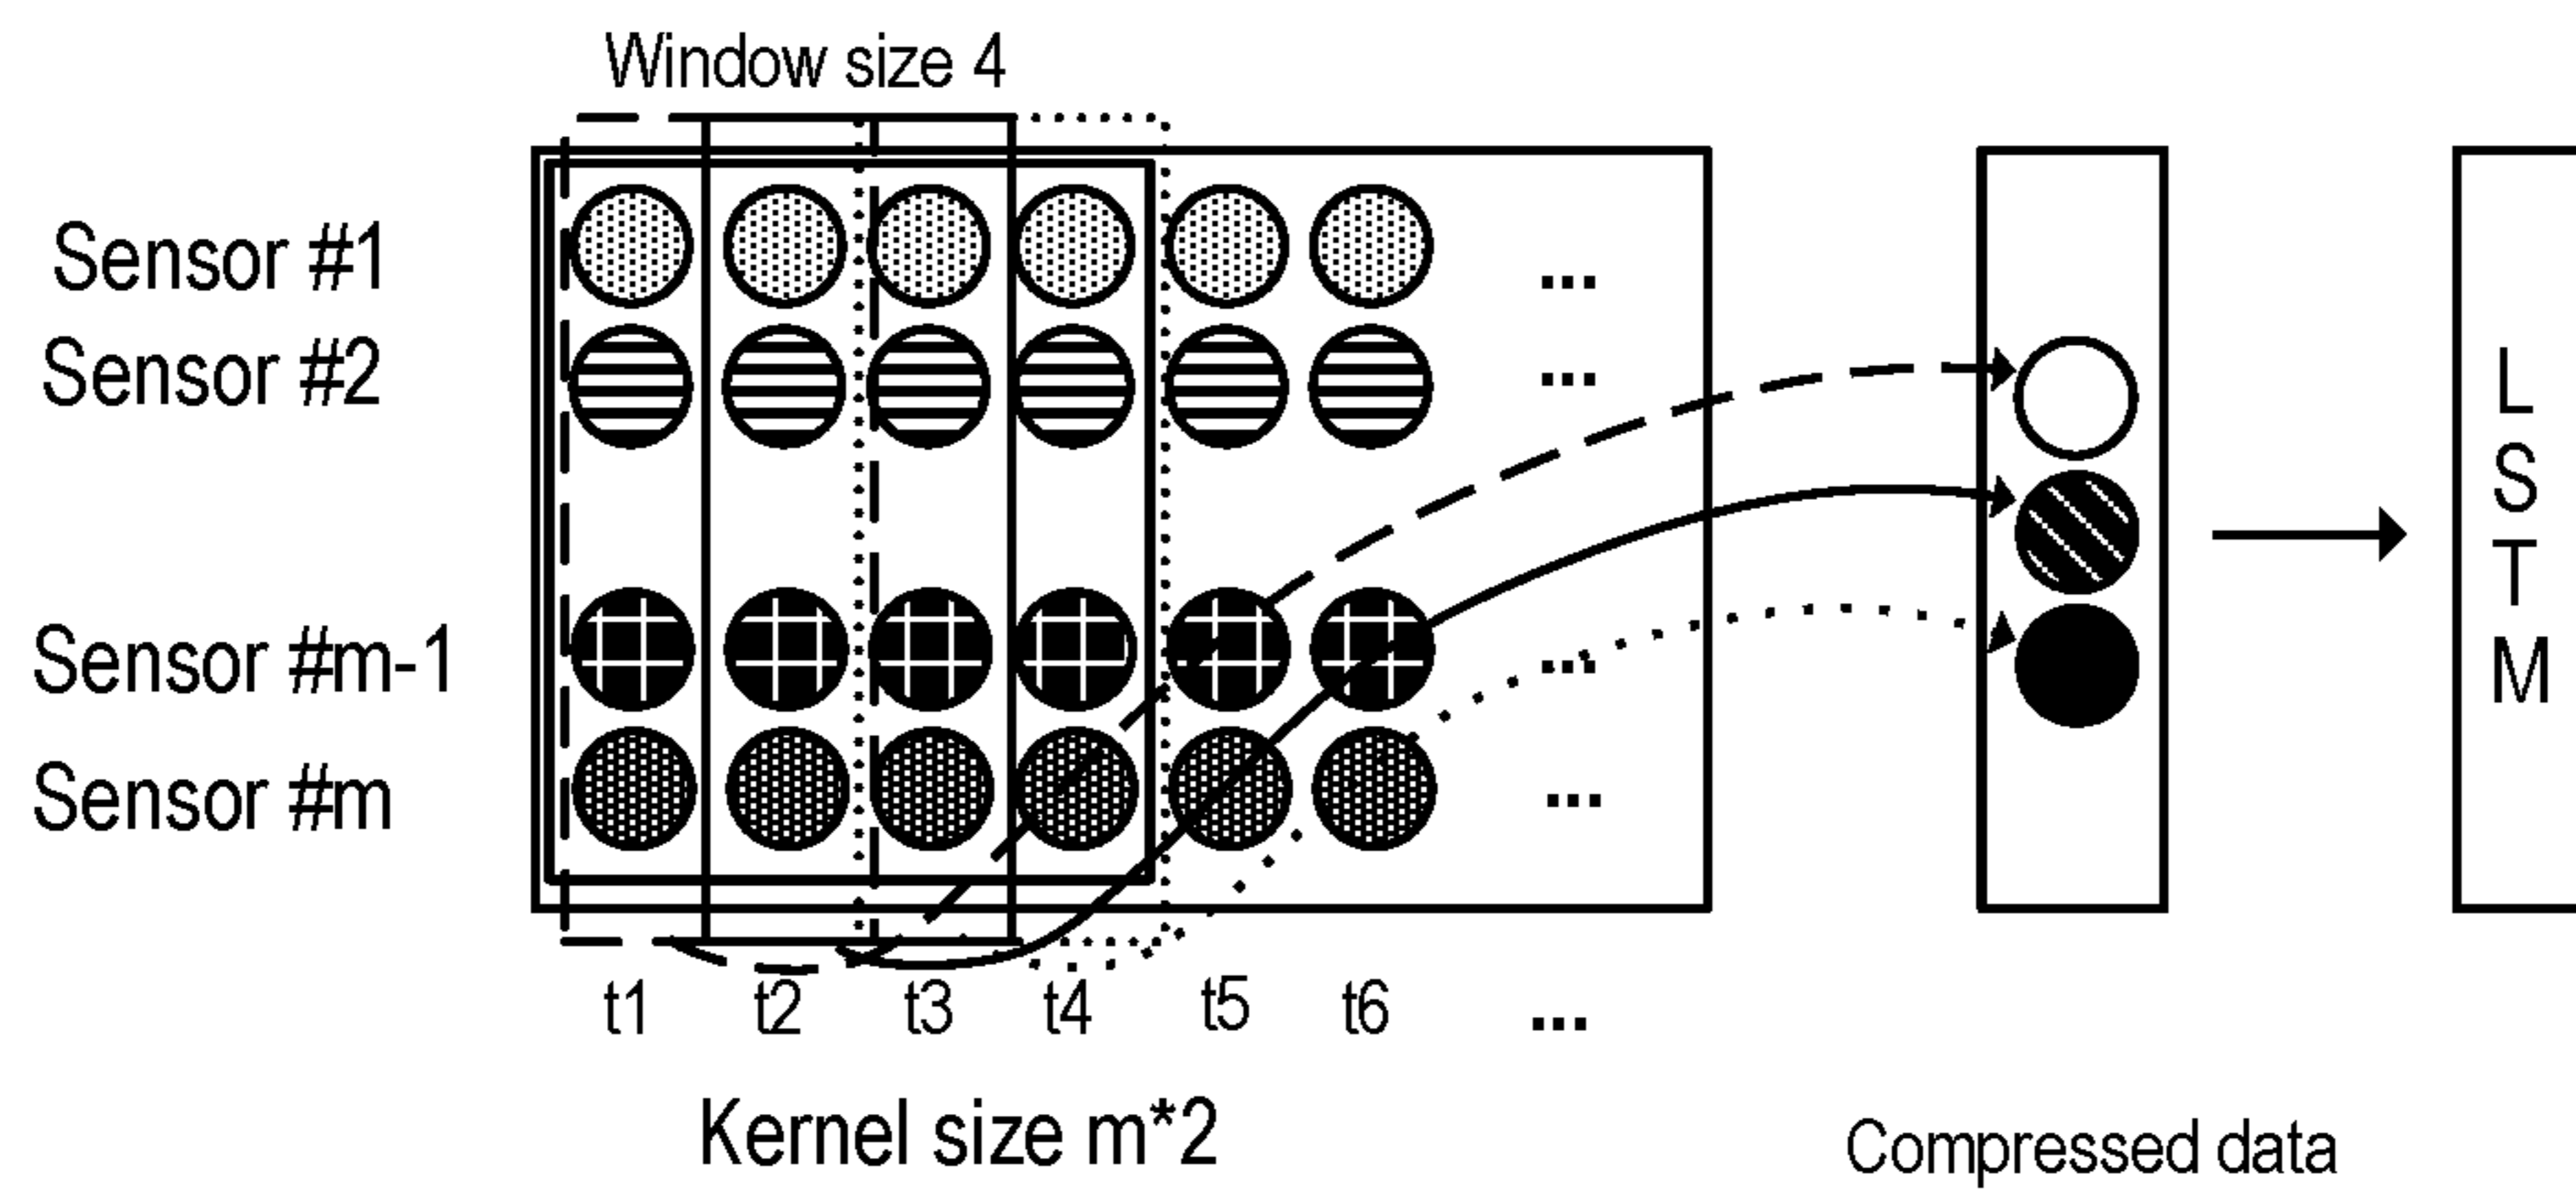 Window size 4
Sensor #1 ...
Sensor #2 ...
Sensor #m-1 ...
Sensor #m ...
t1 t2 t3 t4 t5 t6 ...
Kernel size m*2
Compressed data
L
S
T
M